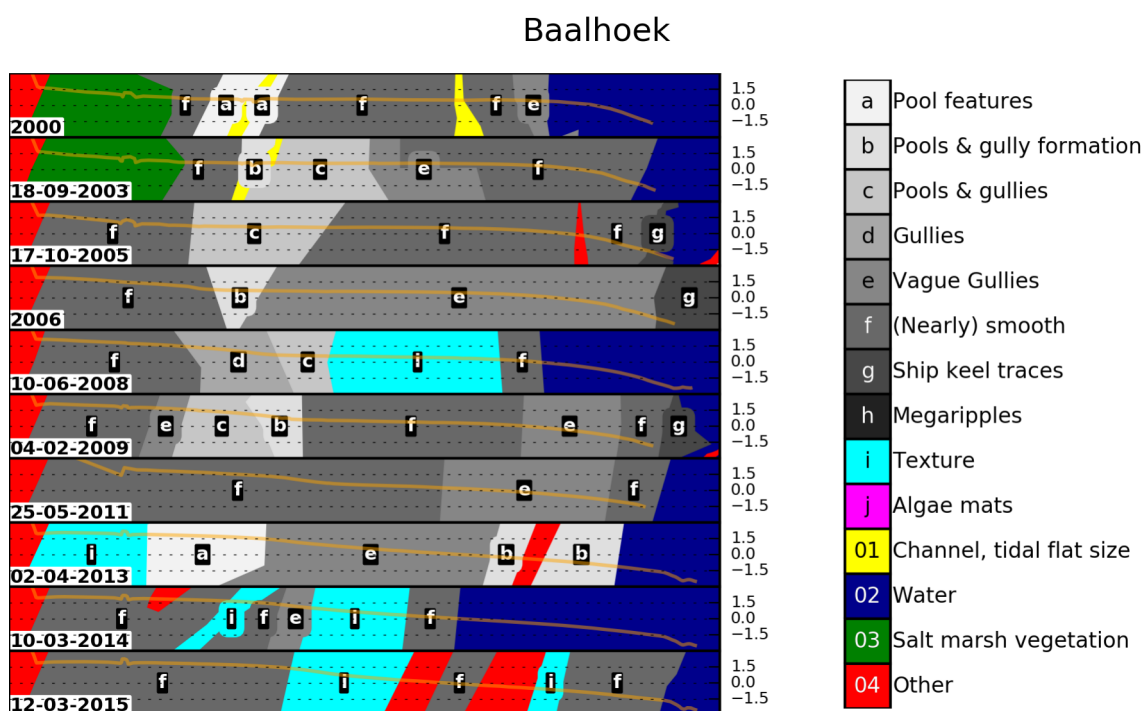 Baalhoek
f a a f f e 1.5
0.0
−1.5
2000
f b c e f 1.5
0.0
−1.5
18-09-2003
f c f f g 1.5
0.0
−1.5
17-10-2005
f b e g 1.5
0.0
−1.5
2006
f d c i f 1.5
0.0
−1.5
10-06-2008
f e c b f e f g 1.5
0.0
−1.5
04-02-2009
f e f 1.5
0.0
−1.5
25-05-2011
i a e b b 1.5
0.0
−1.5
02-04-2013
f i f e i f 1.5
0.0
−1.5
10-03-2014
f i f i f 1.5
0.0
−1.5
12-03-2015
a Pool features
b Pools & gully formation
c Pools & gullies
d Gullies
e Vague Gullies
f (Nearly) smooth
g Ship keel traces
h Megaripples
i Texture
j Algae mats
01 Channel, tidal flat size
02 Water
03 Salt marsh vegetation
04 Other